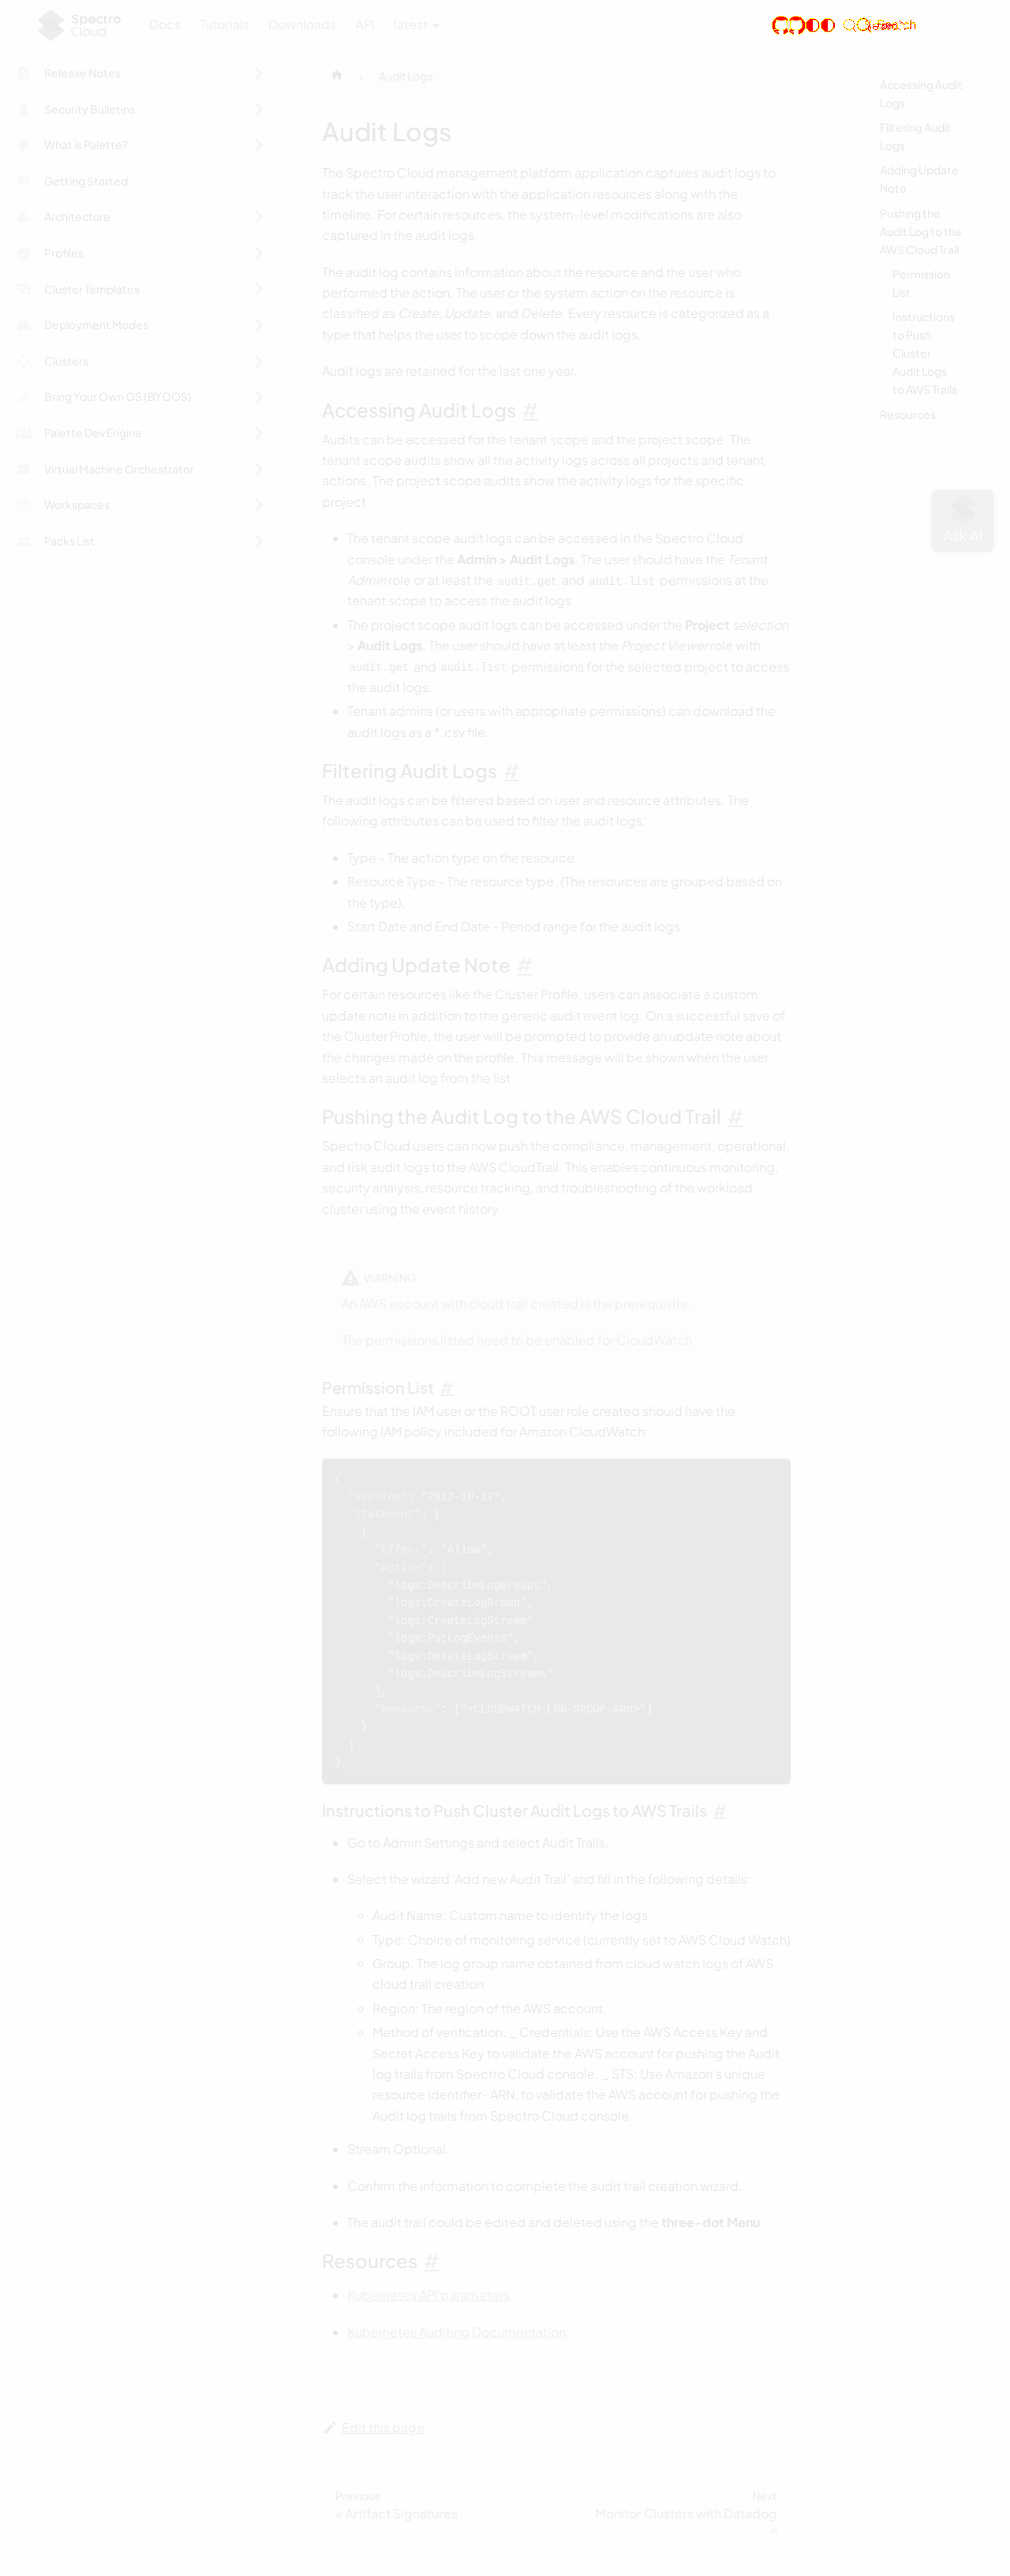 Spectro
Cloud
Docs
Tutorials
Downloads
API
latest
Search
Release Notes
Security Bulletins
What is Palette?
Getting Started
Architecture
Profiles
Cluster Templates
Deployment Modes
Clusters
Bring Your Own OS (BYOOS)
Palette Dev Engine
Virtual Machine Orchestrator
Workspaces
Packs List
Audit Logs
Audit Logs
The Spectro Cloud management platform application captures audit logs to
track the user interaction with the application resources along with the
timeline. For certain resources, the system-level modifications are also
captured in the audit logs.
The audit log contains information about the resource and the user who
performed the action. The user or the system action on the resource is
classified as Create, Update, and Delete. Every resource is categorized as a
type that helps the user to scope down the audit logs.
Audit logs are retained for the last one year.
Accessing Audit Logs #
Audits can be accessed for the tenant scope and the project scope. The
tenant scope audits show all the activity logs across all projects and tenant
actions. The project scope audits show the activity logs for the specific
project.
• The tenant scope audit logs can be accessed in the Spectro Cloud
console under the Admin > Audit Logs. The user should have the Tenant
Admin role or at least the audit.get and audit.list permissions at the
tenant scope to access the audit logs.
• The project scope audit logs can be accessed under the Project selection
> Audit Logs. The user should have at least the Project Viewer role with
audit.get and audit.list permissions for the selected project to access
the audit logs.
• Tenant admins (or users with appropriate permissions) can download the
audit logs as a *.csv file.
Filtering Audit Logs #
The audit logs can be filtered based on user and resource attributes. The
following attributes can be used to filter the audit logs:
• Type - The action type on the resource.
• Resource Type - The resource type. (The resources are grouped based on
the type).
• Start Date and End Date - Period range for the audit logs.
Adding Update Note #
For certain resources like the Cluster Profile, users can associate a custom
update note in addition to the generic audit event log. On a successful save of
the Cluster Profile, the user will be prompted to provide an update note about
the changes made on the profile. This message will be shown when the user
selects an audit log from the list.
Pushing the Audit Log to the AWS Cloud Trail #
Spectro Cloud users can now push the compliance, management, operational,
and risk audit logs to the AWS CloudTrail. This enables continuous monitoring,
security analysis, resource tracking, and troubleshooting of the workload
cluster using the event history.
WARNING
An AWS account with cloud trail created is the prerequisite.
The permissions listed need to be enabled for CloudWatch.
Permission List #
Ensure that the IAM user or the ROOT user role created should have the
following IAM policy included for Amazon CloudWatch:
{
"Version": "2012-10-17",
"Statement": [
{
"Effect": "Allow",
"Action": [
"logs:DescribeLogGroups",
"logs:CreateLogGroup",
"logs:CreateLogStream",
"logs:PutLogEvents",
"logs:DeleteLogStream",
"logs:DescribeLogStreams"
],
"Resource": ["<CLOUDWATCH-LOG-GROUP-ARN>"]
}
]
}
Instructions to Push Cluster Audit Logs to AWS Trails #
• Go to Admin Settings and select Audit Trails.
• Select the wizard 'Add new Audit Trail' and fill in the following details:
Audit Name: Custom name to identify the logs
Type: Choice of monitoring service (currently set to AWS Cloud Watch)
Group: The log group name obtained from cloud watch logs of AWS
cloud trail creation
Region: The region of the AWS account
Method of verification: _ Credentials: Use the AWS Access Key and
Secret Access Key to validate the AWS account for pushing the Audit
log trails from Spectro Cloud console. _ STS: Use Amazon's unique
resource identifier- ARN, to validate the AWS account for pushing the
Audit log trails from Spectro Cloud console.
• Stream Optional.
• Confirm the information to complete the audit trail creation wizard.
• The audit trail could be edited and deleted using the three-dot Menu.
Resources #
• Kubernetes API parameters
• Kubernetes Auditing Documentation
Edit this page
Previous
« Artifact Signatures
Next
Monitor Clusters with Datadog
»
Accessing Audit
Logs
Filtering Audit
Logs
Adding Update
Note
Pushing the
Audit Log to the
AWS Cloud Trail
Permission
List
Instructions
to Push
Cluster
Audit Logs
to AWS Trails
Resources
Ask AI